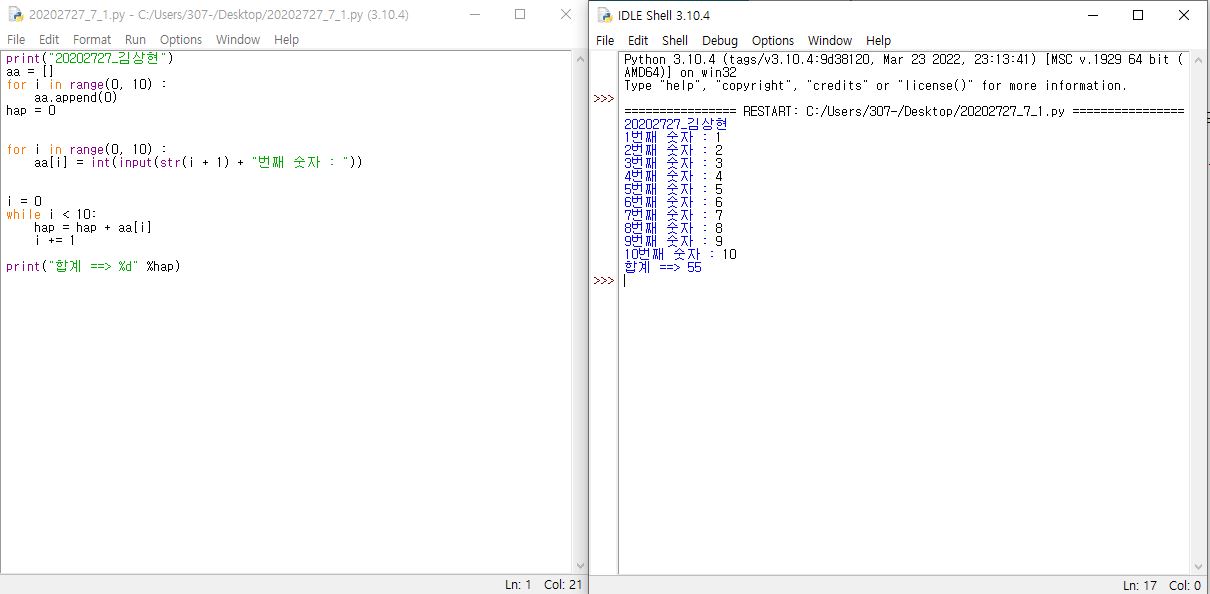 20202727_7_1.py - C:/Users/307-/Desktop/20202727_7_1.py (3.10.4)
File Edit Format Run Options Window Help
print("20202727_김상현")
aa = []
for i in range(0, 10) :
    aa.append(0)
hap = 0
for i in range(0, 10) :
    aa[i] = int(input(str(i + 1) + "번째 숫자 : "))
i = 0
while i < 10:
    hap = hap + aa[i]
    i += 1
print("합계 ==> %d" %hap)
Ln: 1 Col: 21
IDLE Shell 3.10.4
File Edit Shell Debug Options Window Help
Python 3.10.4 (tags/v3.10.4:9d38120, Mar 23 2022, 23:13:41) [MSC v.1929 64 bit (
AMD64)] on win32
Type "help", "copyright", "credits" or "license()" for more information.
>>>
================ RESTART: C:/Users/307-/Desktop/20202727_7_1.py ================
20202727_김상현
1번째 숫자 : 1
2번째 숫자 : 2
3번째 숫자 : 3
4번째 숫자 : 4
5번째 숫자 : 5
6번째 숫자 : 6
7번째 숫자 : 7
8번째 숫자 : 8
9번째 숫자 : 9
10번째 숫자 : 10
합계 ==> 55
>>>
Ln: 17 Col: 0